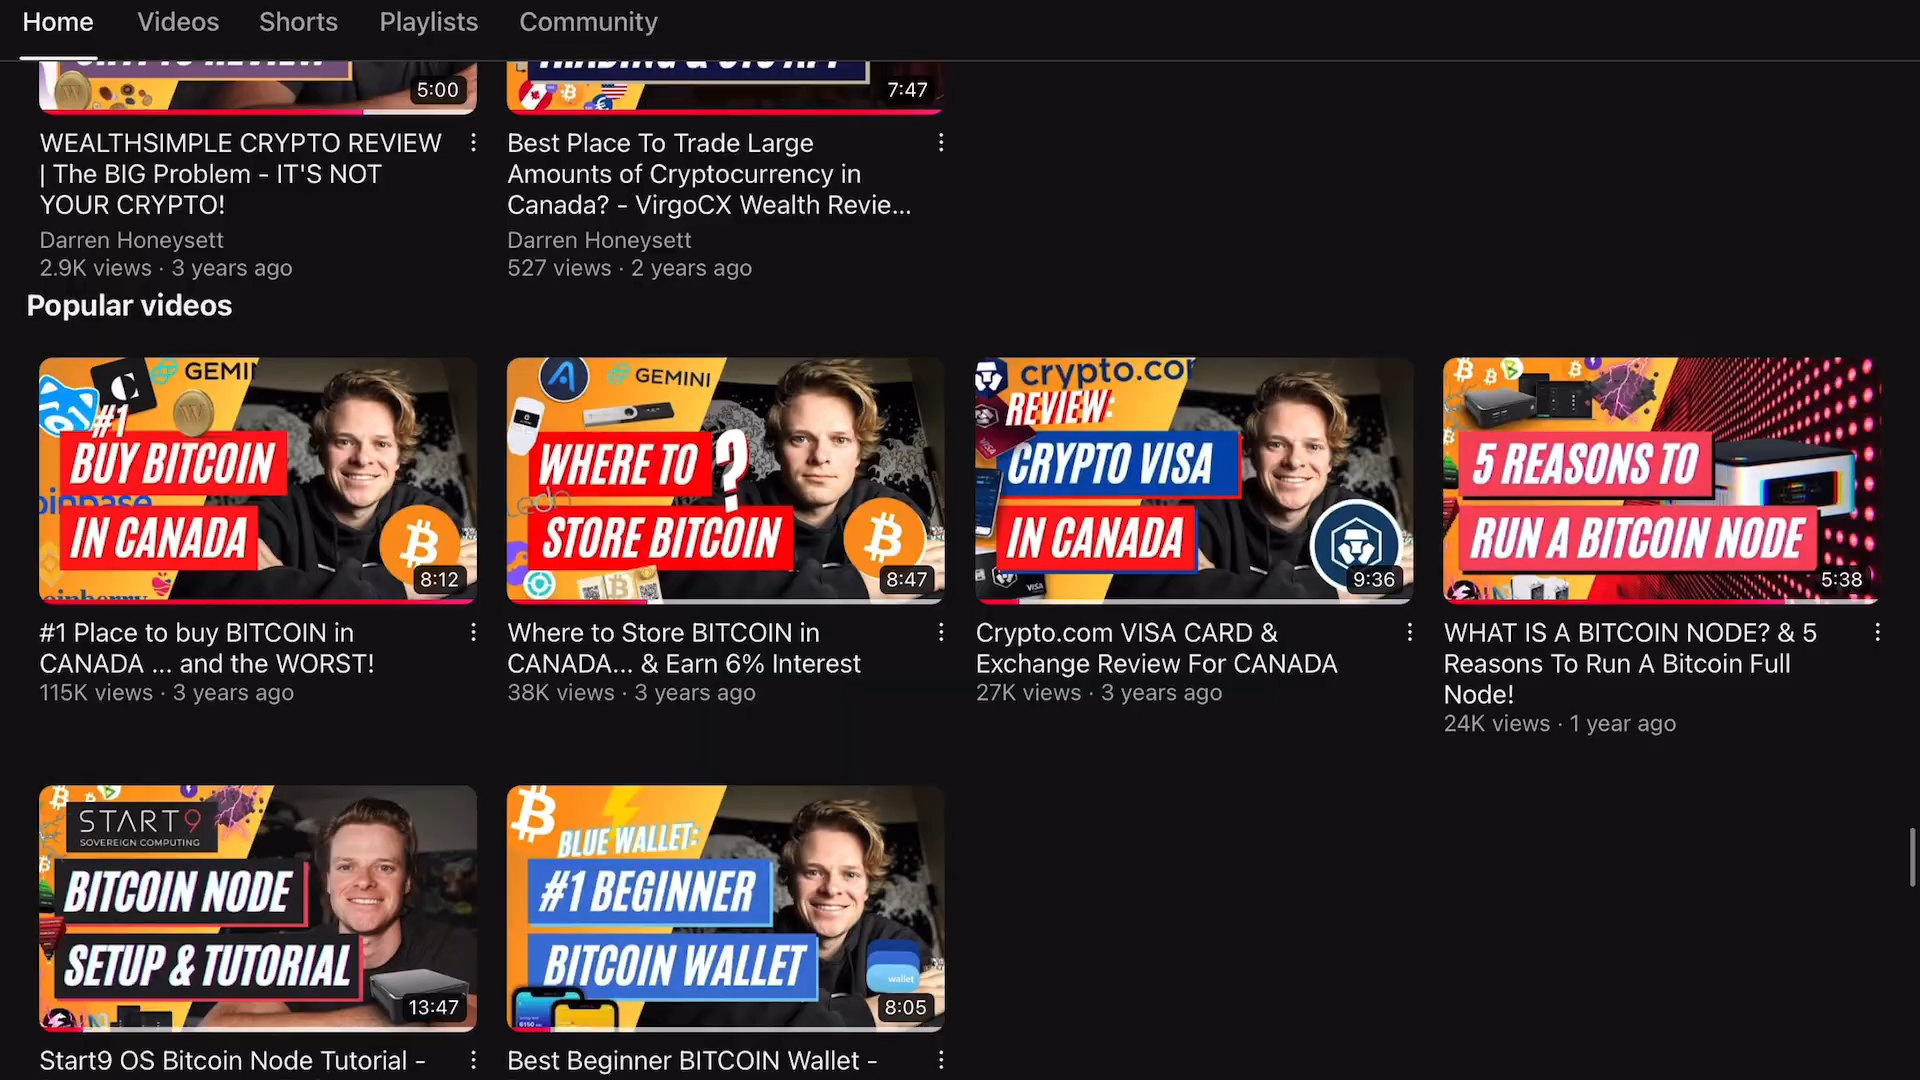 Home Videos Shorts Playlists Community
5:00
7:47
WEALTHSIMPLE CRYPTO REVIEW
| The BIG Problem - IT'S NOT
YOUR CRYPTO!
Darren Honeysett
2.9K views · 3 years ago
Best Place To Trade Large
Amounts of Cryptocurrency in
Canada? - VirgoCX Wealth Revie...
Darren Honeysett
527 views · 2 years ago
Popular videos
GEMI
#1
BUY BITCOIN
IN CANADA
8:12
#1 Place to buy BITCOIN in
CANADA ... and the WORST!
115K views · 3 years ago
GEMINI
WHERE TO ?
STORE BITCOIN
8:47
Where to Store BITCOIN in
CANADA... & Earn 6% Interest
38K views · 3 years ago
crypto.cor
REVIEW:
CRYPTO VISA
IN CANADA
VISA
9:36
Crypto.com VISA CARD &
Exchange Review For CANADA
27K views · 3 years ago
5 REASONS TO
RUN A BITCOIN NODE
5:38
WHAT IS A BITCOIN NODE? & 5
Reasons To Run A Bitcoin Full
Node!
24K views · 1 year ago
START9
SOVEREIGN COMPUTING
BITCOIN NODE
SETUP & TUTORIAL
13:47
Start9 OS Bitcoin Node Tutorial -
BLUE WALLET:
#1 BEGINNER
BITCOIN WALLET
wallet
8:05
Best Beginner BITCOIN Wallet -